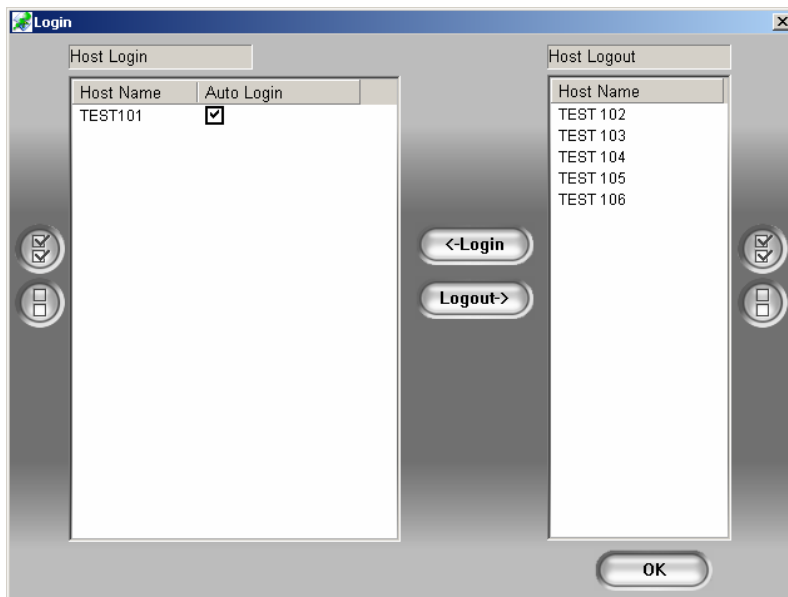 Login
Host Login
Host Logout
Host Name Auto Login
TEST101
Host Name
TEST 102
TEST 103
TEST 104
TEST 105
TEST 106
<-Login
Logout->
OK